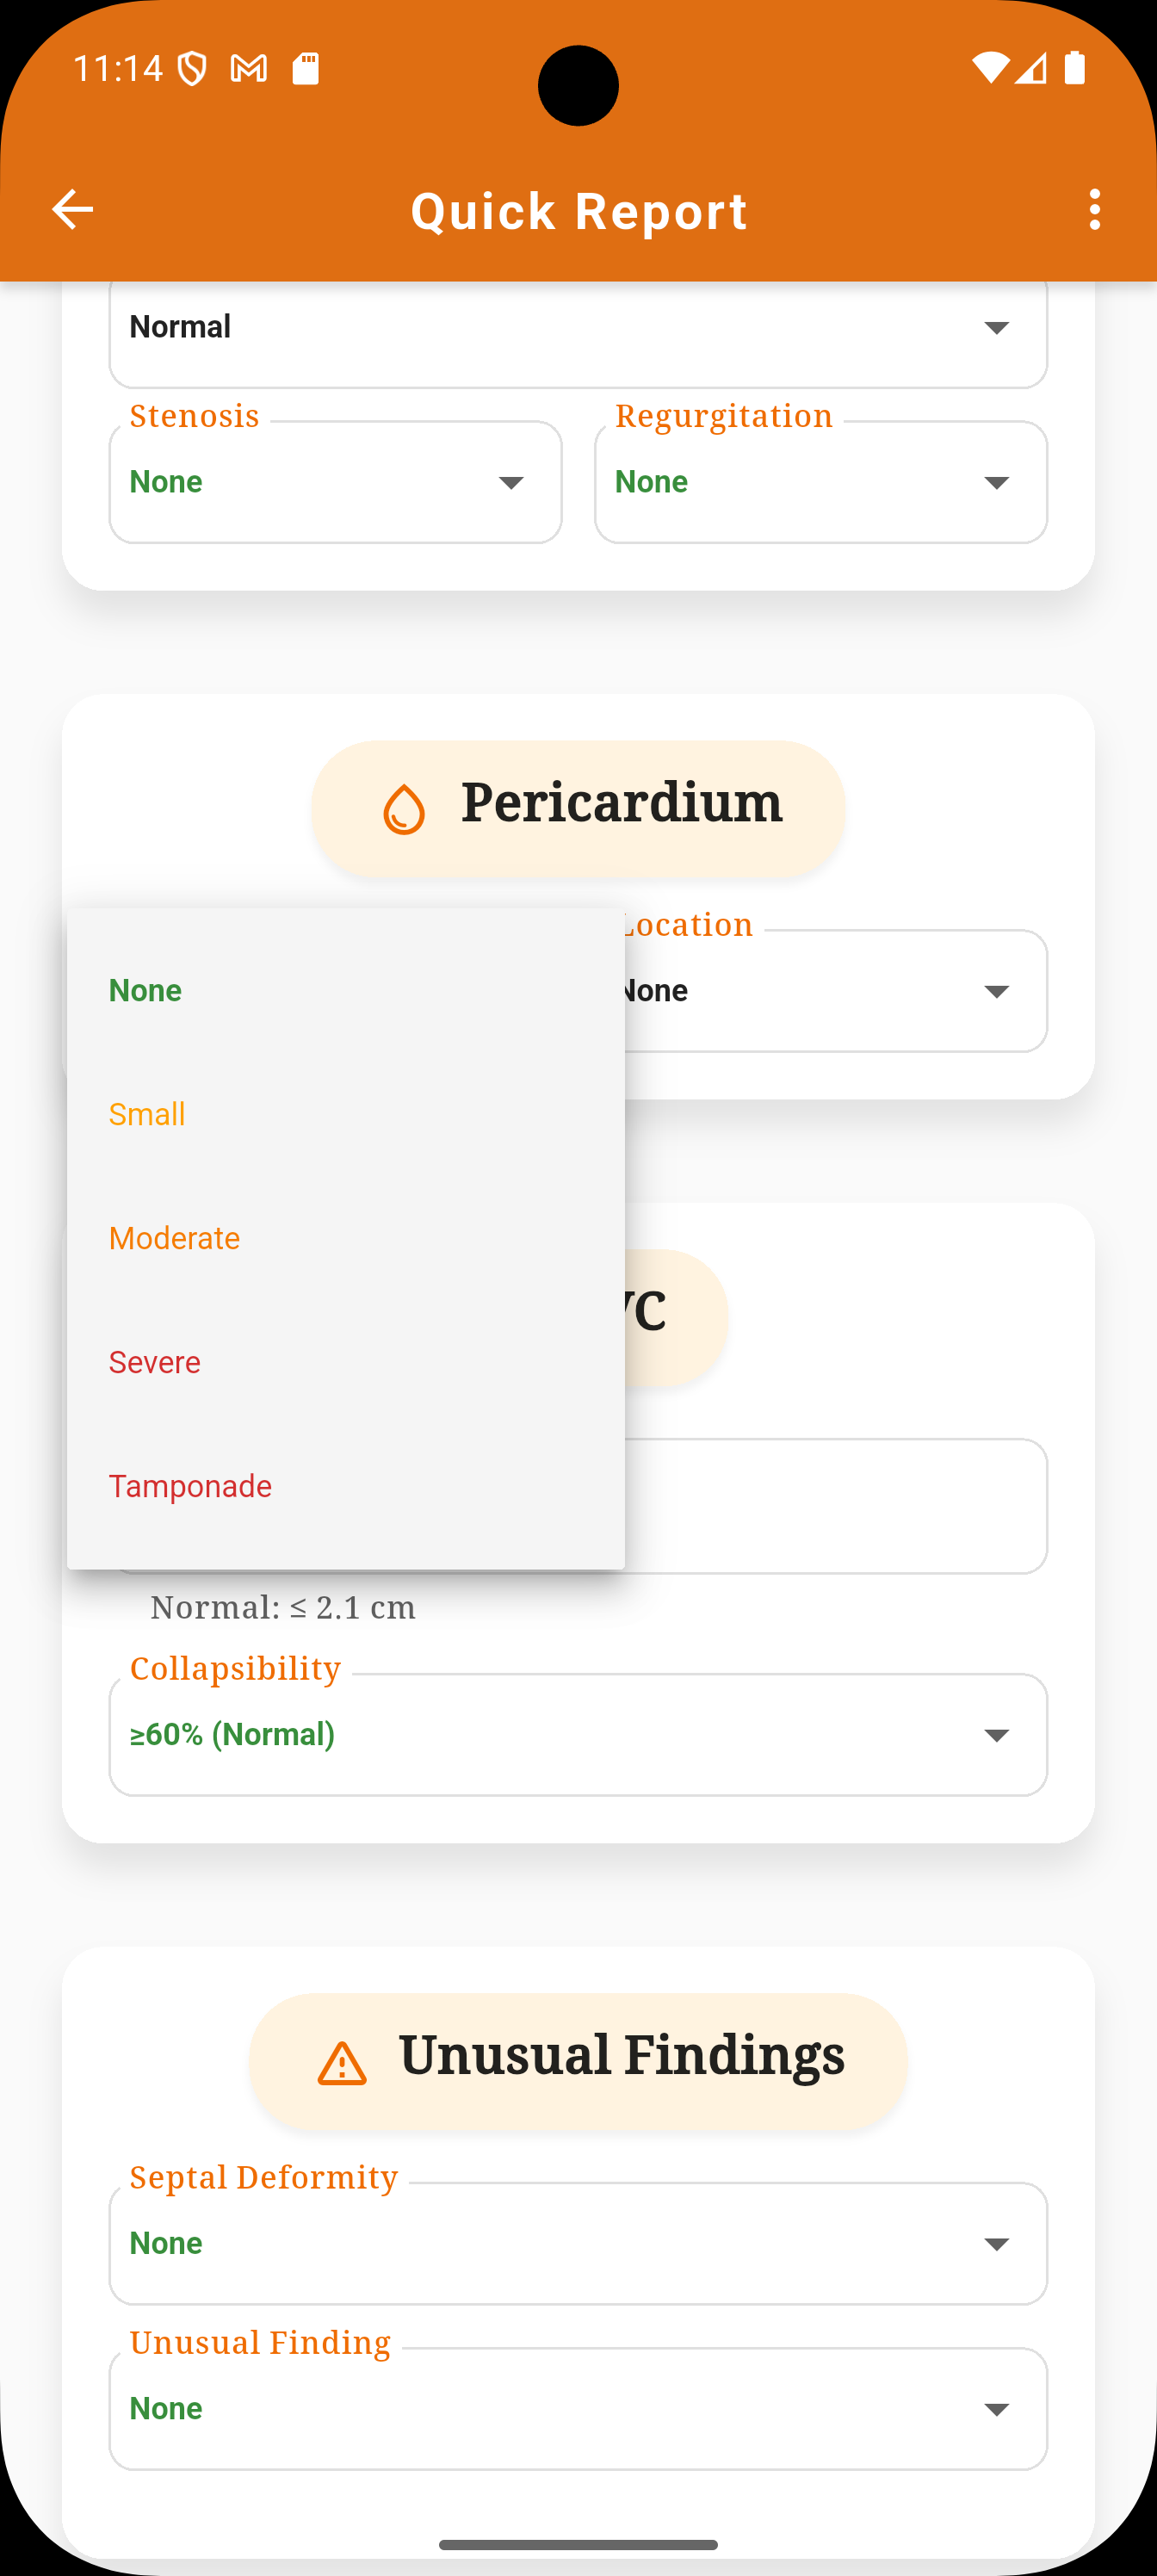 11:14
Quick Report
Normal
Stenosis
Regurgitation
None
None
Pericardium
Location
None
None
Small
Moderate
Severe
Tamponade
VC
Normal: ≤ 2.1 cm
Collapsibility
≥60% (Normal)
Unusual Findings
Septal Deformity
None
Unusual Finding
None